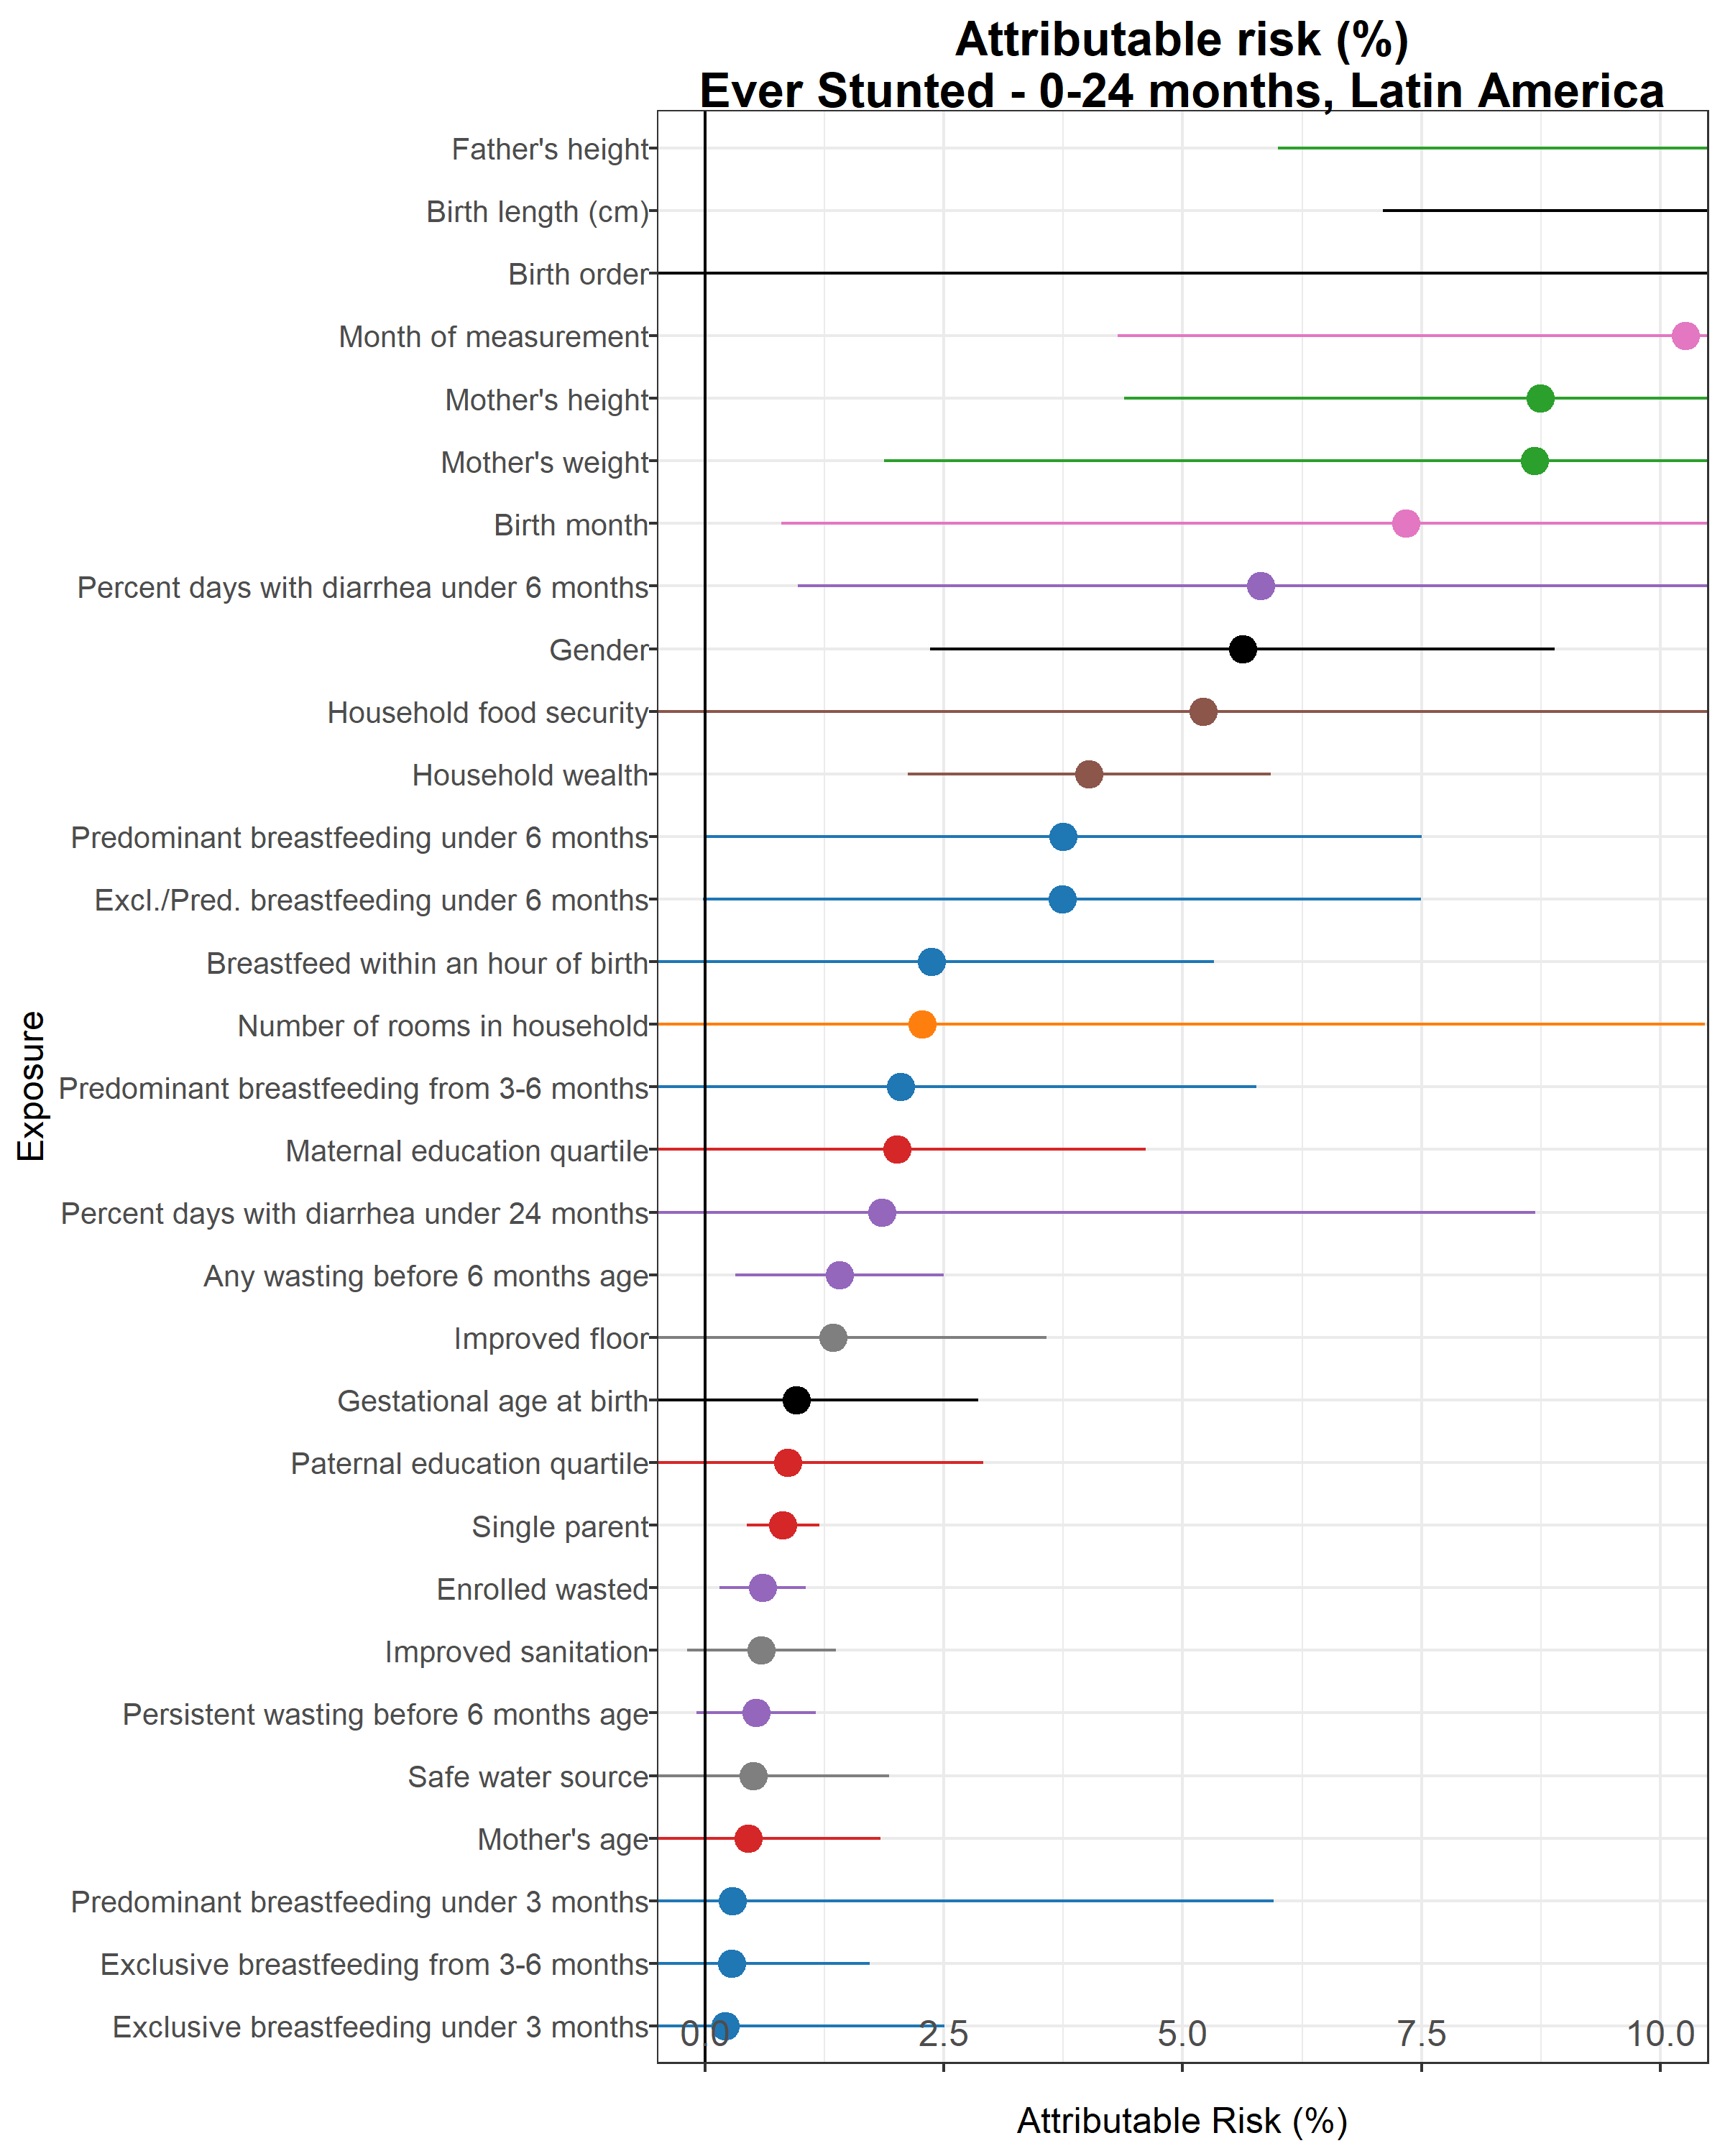 Attributable risk (%)
Ever Stunted - 0-24 months, Latin America
Father's height
Birth length (cm)
Birth order
Month of measurement
Mother's height
Mother's weight
Birth month
Percent days with diarrhea under 6 months
Gender
Household food security
Household wealth
Predominant breastfeeding under 6 months
Excl./Pred. breastfeeding under 6 months
Breastfeed within an hour of birth
Number of rooms in household
Predominant breastfeeding from 3-6 months
Maternal education quartile
Percent days with diarrhea under 24 months
Any wasting before 6 months age
Improved floor
Gestational age at birth
Paternal education quartile
Single parent
Enrolled wasted
Improved sanitation
Persistent wasting before 6 months age
Safe water source
Mother's age
Predominant breastfeeding under 3 months
Exclusive breastfeeding from 3-6 months
Exclusive breastfeeding under 3 months
Exposure
0.0 2.5 5.0 7.5 10.0
Attributable Risk (%)